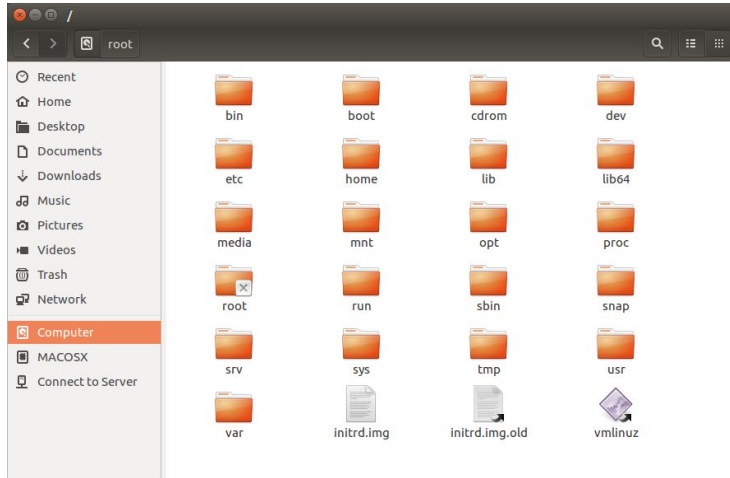 /
root
Recent
Home
Desktop
Documents
Downloads
Music
Pictures
Videos
Trash
Network
Computer
MACOSX
Connect to Server
bin boot cdrom dev
etc home lib lib64
media mnt opt proc
root run sbin snap
srv sys tmp usr
var initrd.img initrd.img.old vmlinuz